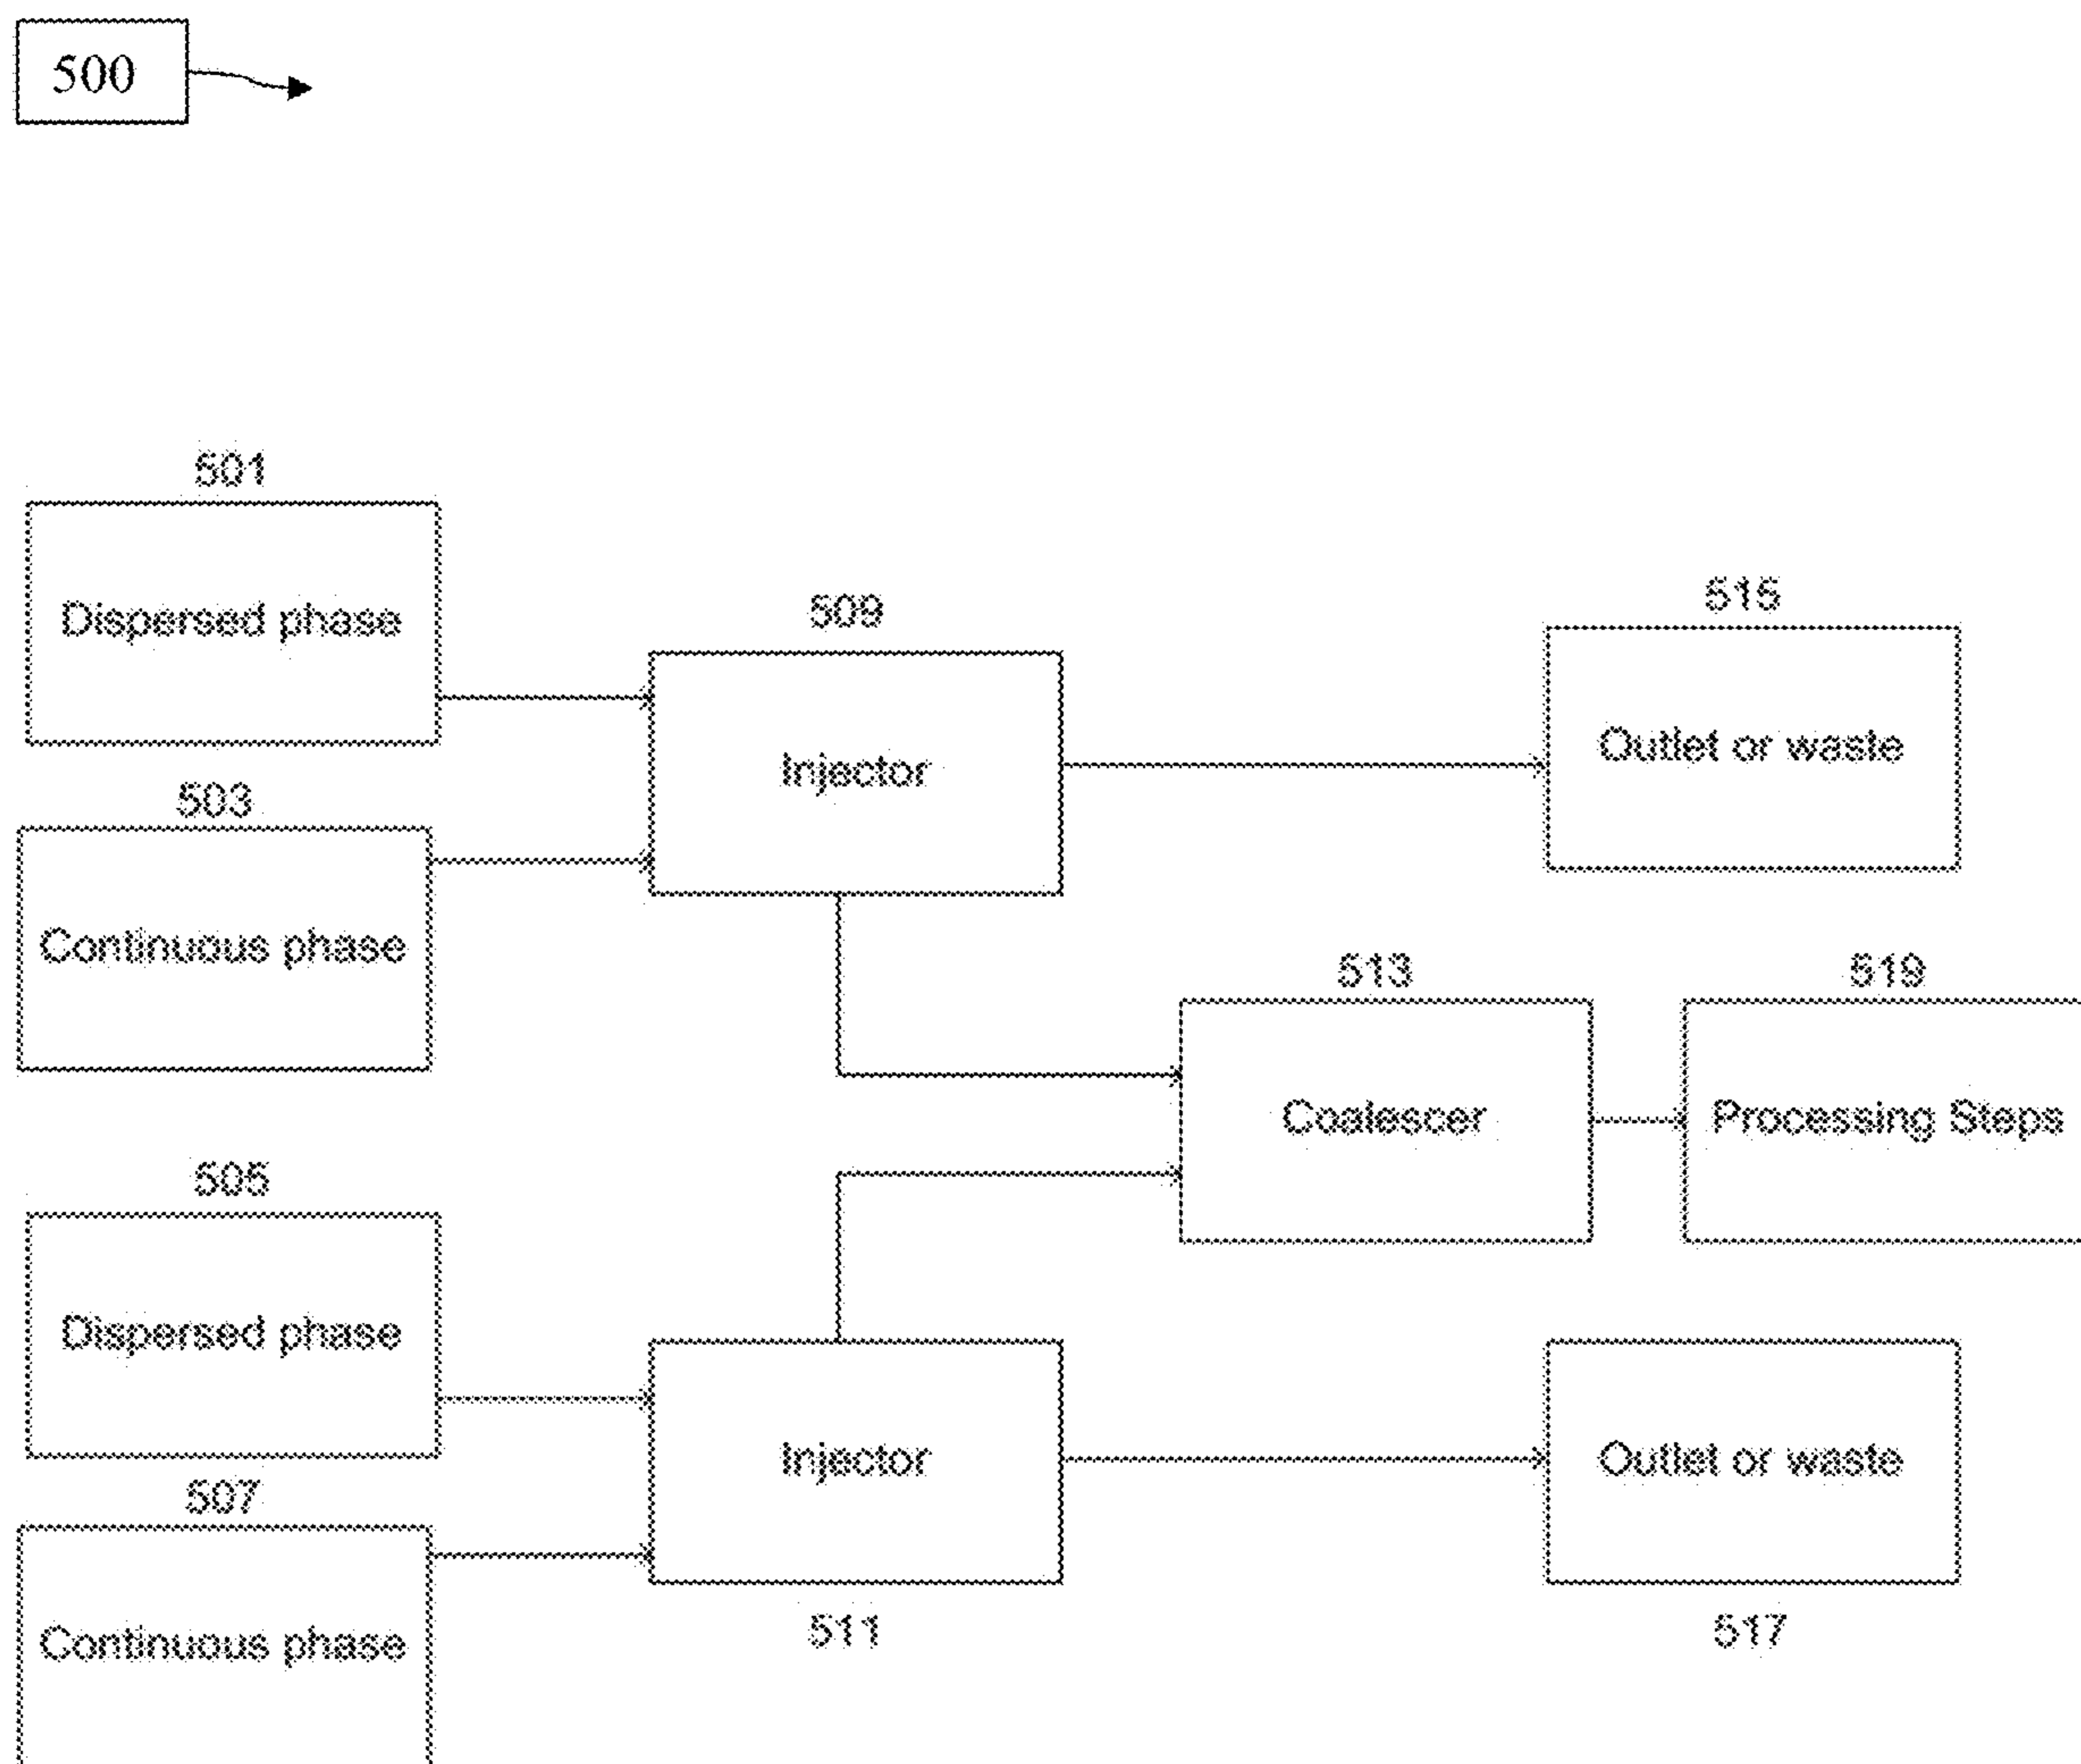 500
501
Dispersed phase
509
Injector
515
Outlet or waste
503
Continuous phase
513
Coalescer
519
Processing Steps
505
Dispersed phase
Injector
511
Outlet or waste
517
507
Continuous phase